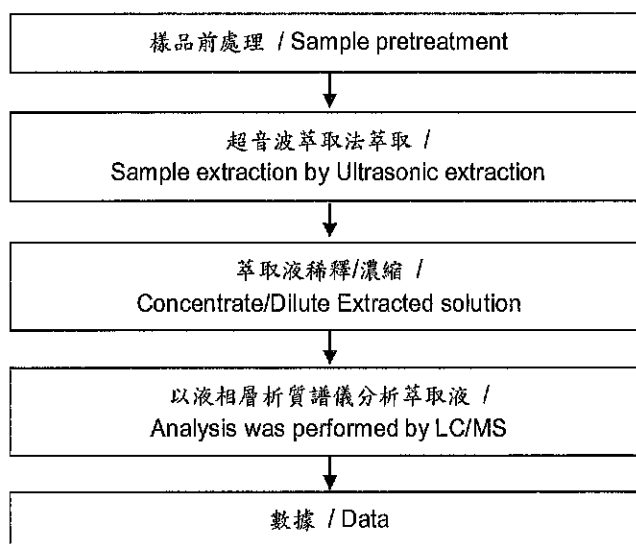 樣品前處理 / Sample pretreatment
超音波萃取法萃取 /
Sample extraction by Ultrasonic extraction
萃取液稀釋/濃縮 /
Concentrate/Dilute Extracted solution
以液相層析質譜儀分析萃取液 /
Analysis was performed by LC/MS
數據 / Data